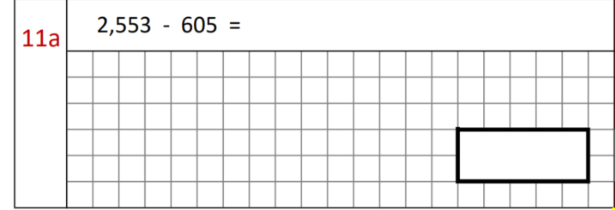 11a
2,553 - 605 =